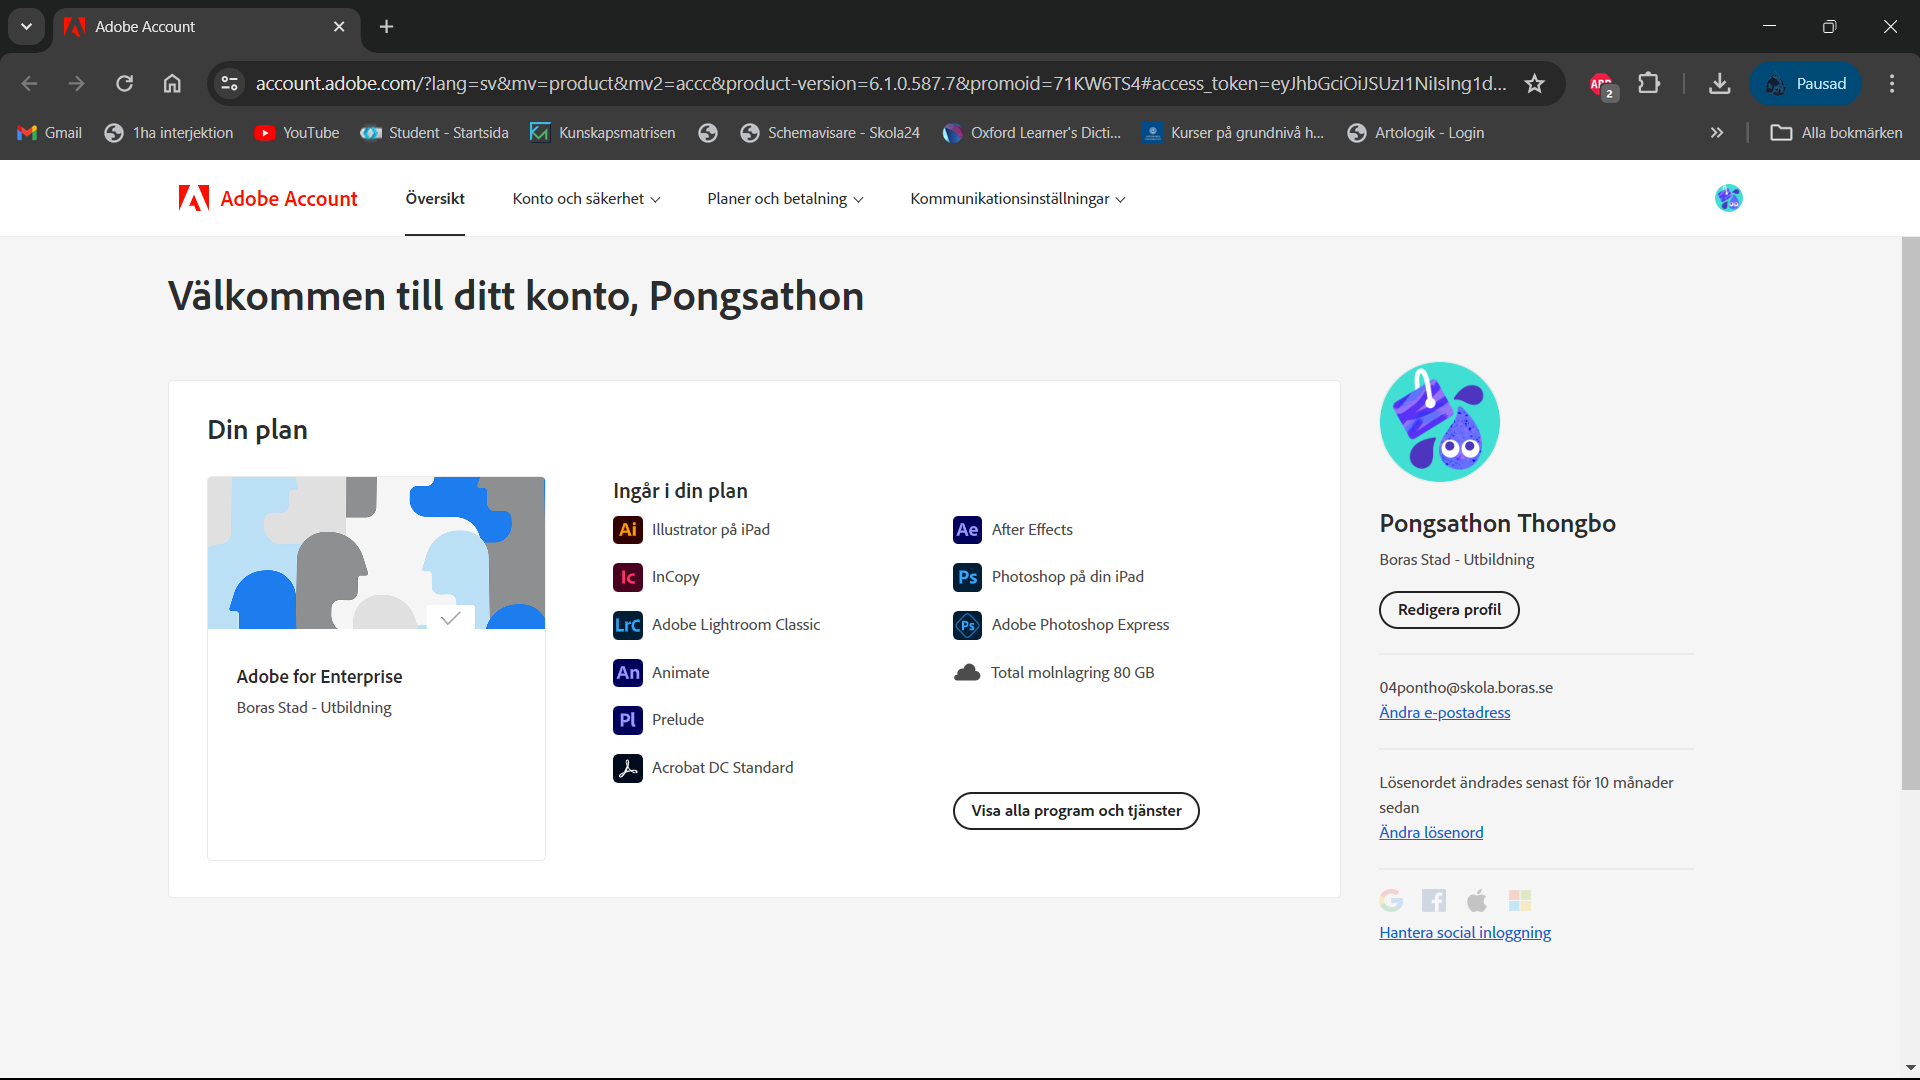 Adobe Account
account.adobe.com/?lang=sv&mv=product&mv2=accc&product-version=6.1.0.587.7&promoid=71KW6TS4#access_token=eyJhbGciOiJSUzI1NiIsIng1d...
ABP
2
Pausad
Gmail
1ha interjektion
YouTube
Student - Startsida
Kunskapsmatrisen
Schemavisare - Skola24
Oxford Learner's Dicti...
Kurser på grundnivå h...
Artologik - Login
Alla bokmärken
Adobe Account
Översikt
Konto och säkerhet
Planer och betalning
Kommunikationsinställningar
Välkommen till ditt konto, Pongsathon
Din plan
Adobe for Enterprise
Boras Stad - Utbildning
Ingår i din plan
Ai Illustrator på iPad
Ic InCopy
LrC Adobe Lightroom Classic
An Animate
Pl Prelude
Acrobat DC Standard
Ae After Effects
Ps Photoshop på din iPad
Ps Adobe Photoshop Express
Total molnlagring 80 GB
Visa alla program och tjänster
Pongsathon Thongbo
Boras Stad - Utbildning
Redigera profil
04pontho@skola.boras.se
Ändra e-postadress
Lösenordet ändrades senast för 10 månader
sedan
Ändra lösenord
Hantera social inloggning